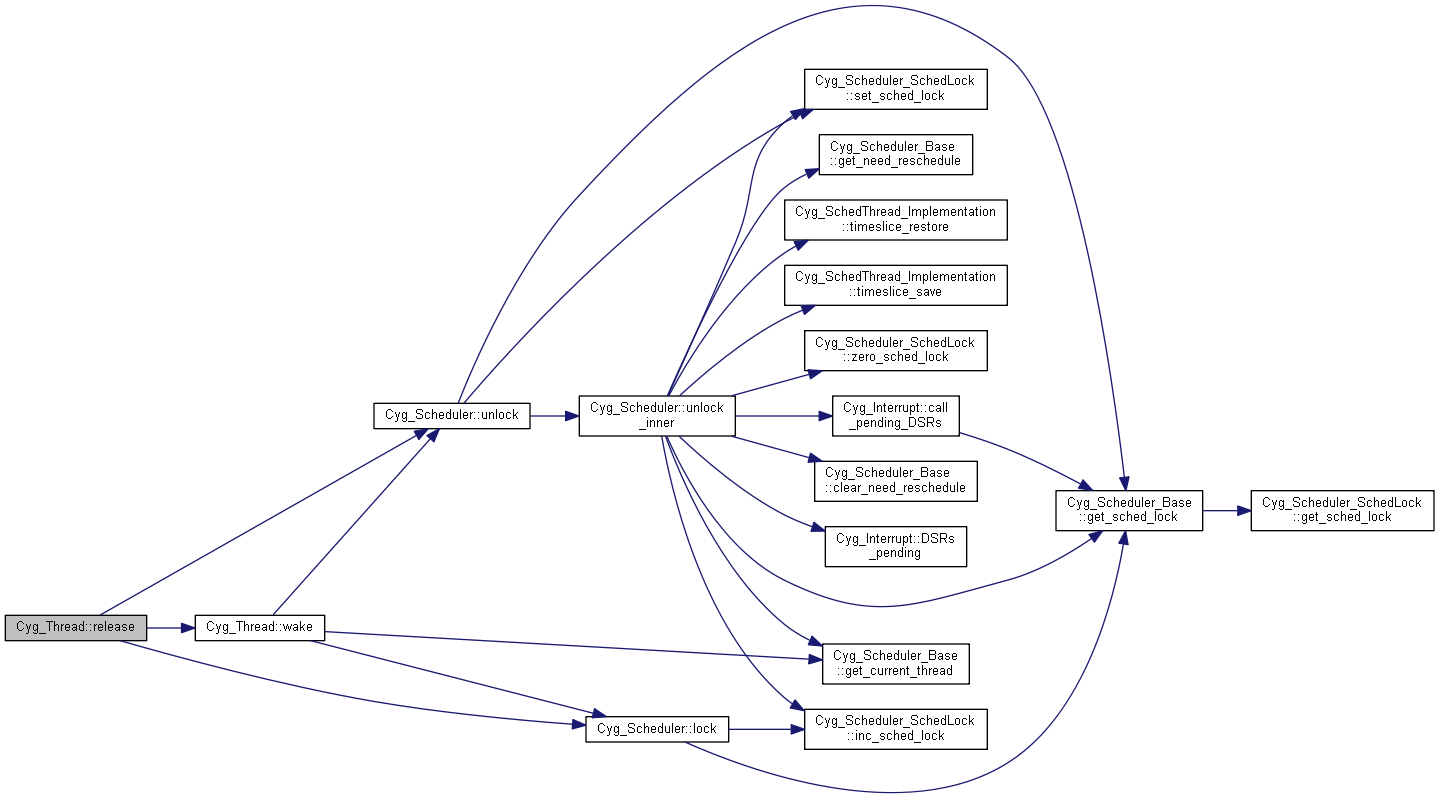 Cyg_Scheduler_SchedLock
::set_sched_lock
Cyg_Scheduler_Base
::get_need_reschedule
Cyg_SchedThread_Implementation
::timeslice_restore
Cyg_SchedThread_Implementation
::timeslice_save
Cyg_Scheduler_SchedLock
::zero_sched_lock
Cyg_Scheduler::unlock
Cyg_Scheduler::unlock
_inner
Cyg_Interrupt::call
_pending_DSRs
Cyg_Scheduler_Base
::clear_need_reschedule
Cyg_Scheduler_Base
::get_sched_lock
Cyg_Scheduler_SchedLock
::get_sched_lock
Cyg_Interrupt::DSRs
_pending
Cyg_Thread::release
Cyg_Thread::wake
Cyg_Scheduler_Base
::get_current_thread
Cyg_Scheduler::lock
Cyg_Scheduler_SchedLock
::inc_sched_lock